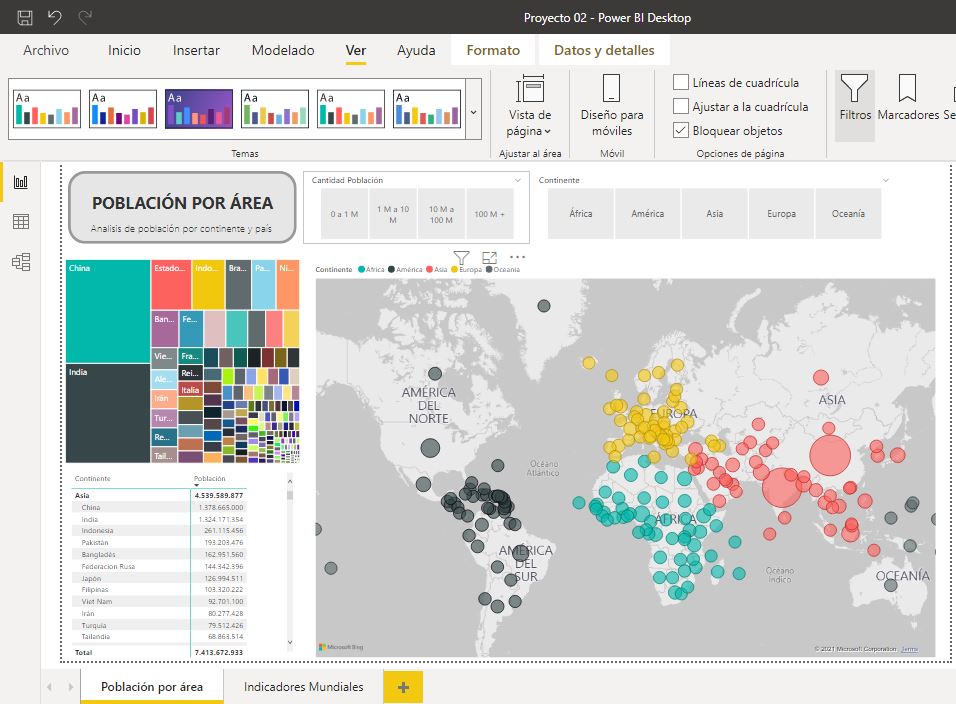 Proyecto 02 - Power BI Desktop
Archivo Inicio Insertar Modelado Ver Ayuda Formato Datos y detalles
Aa Aa Aa Aa Aa Aa
Temas
Vista de página
Ajustar al área
Diseño para móviles
Móvil
Líneas de cuadrícula
Ajustar a la cuadrícula
Bloquear objetos
Opciones de página
Filtros
Marcadores
Se
POBLACIÓN POR ÁREA
Analisis de población por continente y país
Cantidad Población
0 a 1 M
1 M a 10 M
10 M a 100 M
100 M +
Continente
África
América
Asia
Europa
Oceanía
China
Estado...
Indo...
Bra...
Pa...
Ni...
Ban...
Fe...
Vie...
Fra...
India
Ale...
Rei...
Irán
Italia
Tur...
Re...
Tail...
Continente África América Asia Europa Oceanía
AMÉRICA
DEL
NORTE
EUROPA
ASIA
Océano
Atlántico
ÁFRICA
AMÉRICA
DEL
SUR
Océano
Índico
OCEANÍA
Microsoft Bing
© 2021 Microsoft Corporation Terms
Continente Población
Asia 4.539.589.877
China 1.378.665.000
India 1.324.171.354
Indonesia 261.115.456
Pakistán 193.203.476
Bangladés 162.951.560
Federacion Rusa 144.342.396
Japón 126.994.511
Filipinas 103.320.222
Viet Nam 92.701.100
Irán 80.277.428
Turquía 79.512.426
Tailandia 68.863.514
Total 7.413.672.933
Población por área
Indicadores Mundiales